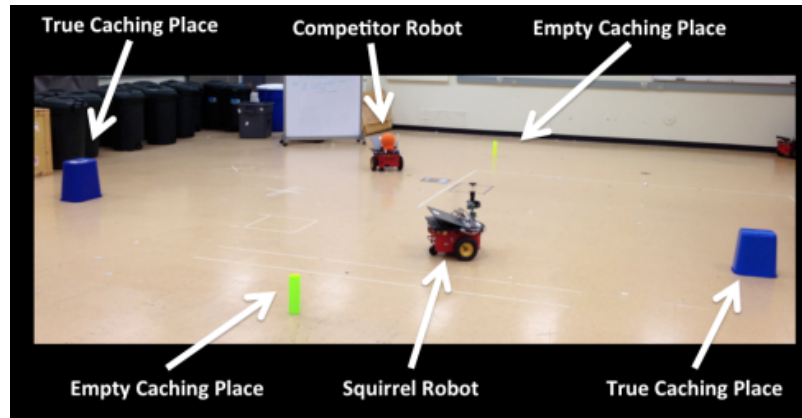 True Caching Place
Competitor Robot
Empty Caching Place
Empty Caching Place
Squirrel Robot
True Caching Place